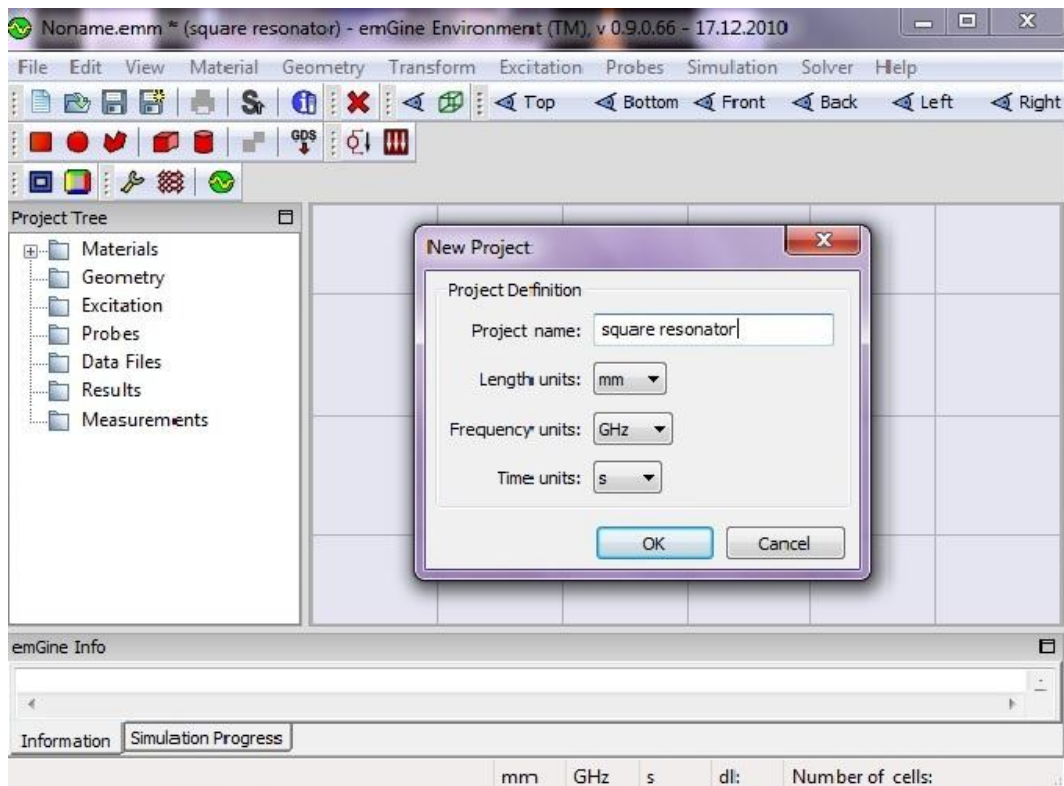 Noname.emm * (square resonator) - emGine Environment (TM), v 0.9.0.66 - 17.12.2010
File Edit View Material Geometry Transform Excitation Probes Simulation Solver Help
Top Bottom Front Back Left Right
GDS
Project Tree
Materials
Geometry
Excitation
Probes
Data Files
Results
Measurements
New Project
Project Definition
Project name: square resonator
Length units: mm
Frequency units: GHz
Time units: s
OK Cancel
emGine Info
Information Simulation Progress
mm GHz s dl: Number of cells: